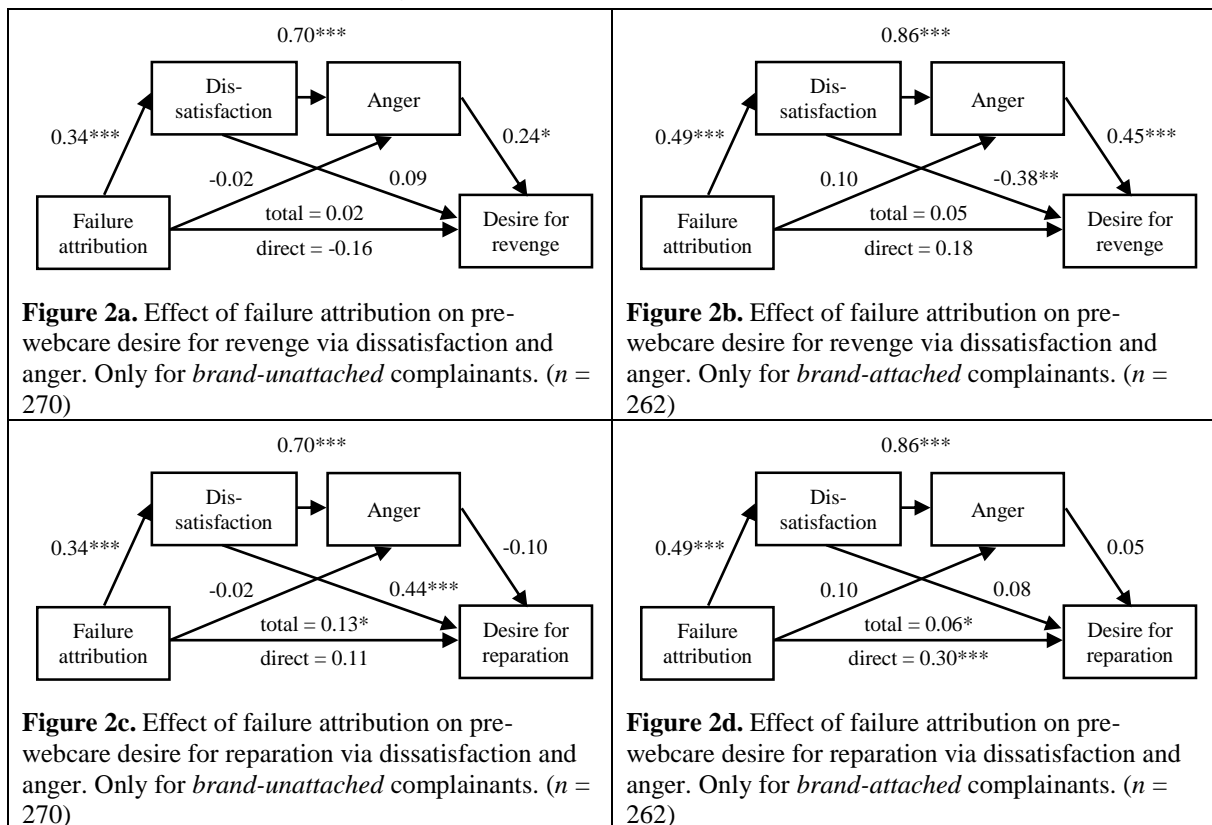 0.70***
Dis-
satisfaction
Anger
0.34***
0.24*
-0.02
0.09
Failure
attribution
total = 0.02
direct = -0.16
Desire for
revenge
Figure 2a. Effect of failure attribution on pre-
webcare desire for revenge via dissatisfaction and
anger. Only for brand-unattached complainants. (n =
270)
0.86***
Dis-
satisfaction
Anger
0.49***
0.45***
0.10
-0.38**
Failure
attribution
total = 0.05
direct = 0.18
Desire for
revenge
Figure 2b. Effect of failure attribution on pre-
webcare desire for revenge via dissatisfaction and
anger. Only for brand-attached complainants. (n =
262)
0.70***
Dis-
satisfaction
Anger
0.34***
-0.10
-0.02
0.44***
Failure
attribution
total = 0.13*
direct = 0.11
Desire for
reparation
Figure 2c. Effect of failure attribution on pre-
webcare desire for reparation via dissatisfaction and
anger. Only for brand-unattached complainants. (n =
270)
0.86***
Dis-
satisfaction
Anger
0.49***
0.05
0.10
0.08
Failure
attribution
total = 0.06*
direct = 0.30***
Desire for
reparation
Figure 2d. Effect of failure attribution on pre-
webcare desire for reparation via dissatisfaction and
anger. Only for brand-attached complainants. (n =
262)